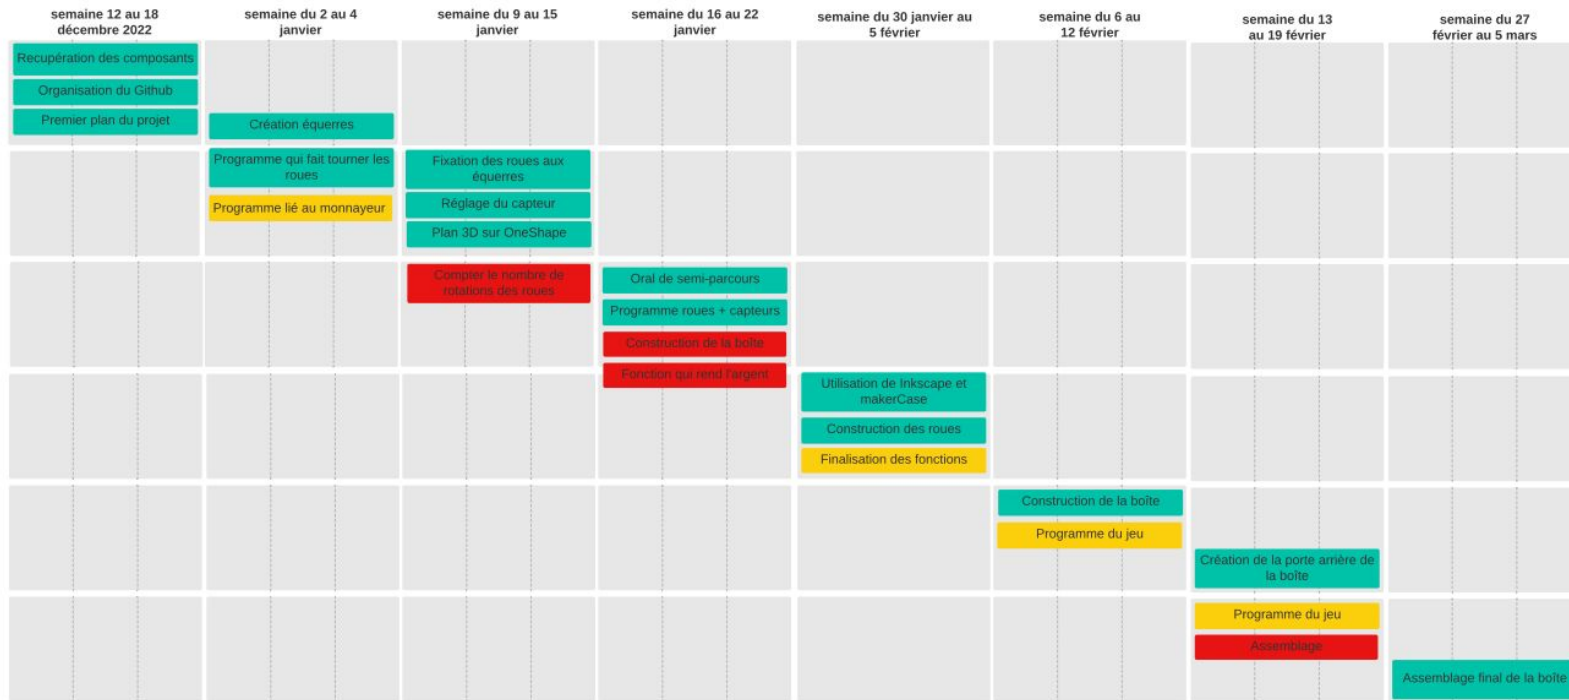 semaine 12 au 18
décembre 2022
semaine du 2 au 4
janvier
semaine du 9 au 15
janvier
semaine du 16 au 22
janvier
semaine du 30 janvier au
5 février
semaine du 6 au
12 février
semaine du 13
au 19 février
semaine du 27
février au 5 mars
Recupération des composants
Organisation du Github
Premier plan du projet
Création équerres
Programme qui fait tourner les
roues
Programme lié au monnayeur
Fixation des roues aux
équerres
Réglage du capteur
Plan 3D sur OneShape
Compter le nombre de
rotations des roues
Oral de semi-parcours
Programme roues + capteurs
Construction de la boîte
Fonction qui rend l'argent
Utilisation de Inkscape et
makerCase
Construction des roues
Finalisation des fonctions
Construction de la boîte
Programme du jeu
Création de la porte arrière de
la boîte
Programme du jeu
Assemblage
Assemblage final de la boîte